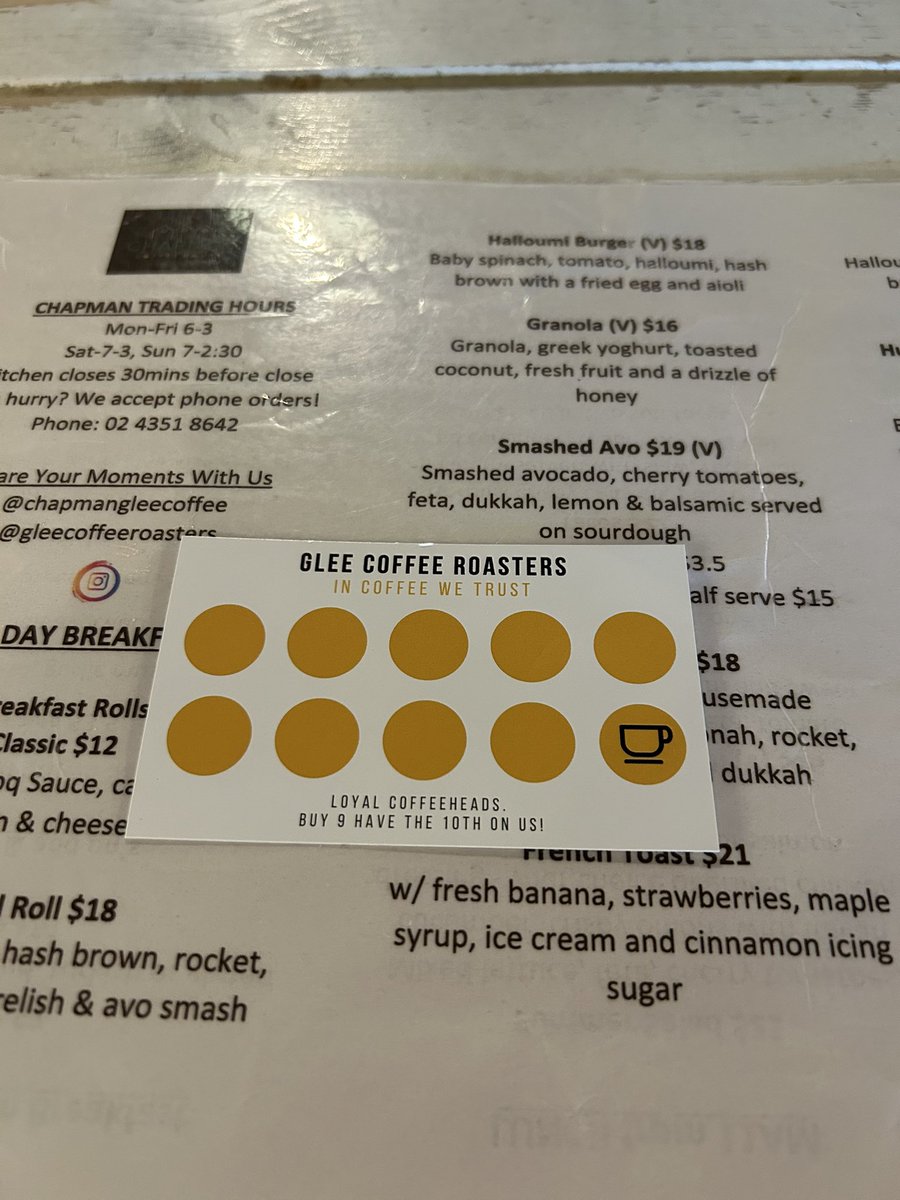 CHAPMAN TRADING HOURS
Mon-Fri 6-3
Sat-7-3, Sun 7-2:30
itchen closes 30mins before close
hurry? We accept phone orders!
Phone: 02 4351 8642
are Your Moments With Us
@chapmangleecoffee
@gleecoffeeroasters
DAY BREAKF
eakfast Rolls
Classic $12
oq Sauce, ca
n & cheese
l Roll $18
hash brown, rocket,
relish & avo smash
Halloumi Burger (V) $18
Baby spinach, tomato, halloumi, hash
brown with a fried egg and aioli
Granola (V) $16
Granola, greek yoghurt, toasted
coconut, fresh fruit and a drizzle of
honey
Smashed Avo $19 (V)
Smashed avocado, cherry tomatoes,
feta, dukkah, lemon & balsamic served
on sourdough
$3.5
alf serve $15
$18
usemade
nah, rocket,
dukkah
French Toast $21
w/ fresh banana, strawberries, maple
syrup, ice cream and cinnamon icing
sugar
Hallou
b
Hu
GLEE COFFEE ROASTERS
IN COFFEE WE TRUST
LOYAL COFFEEHEADS.
BUY 9 HAVE THE 10TH ON US!